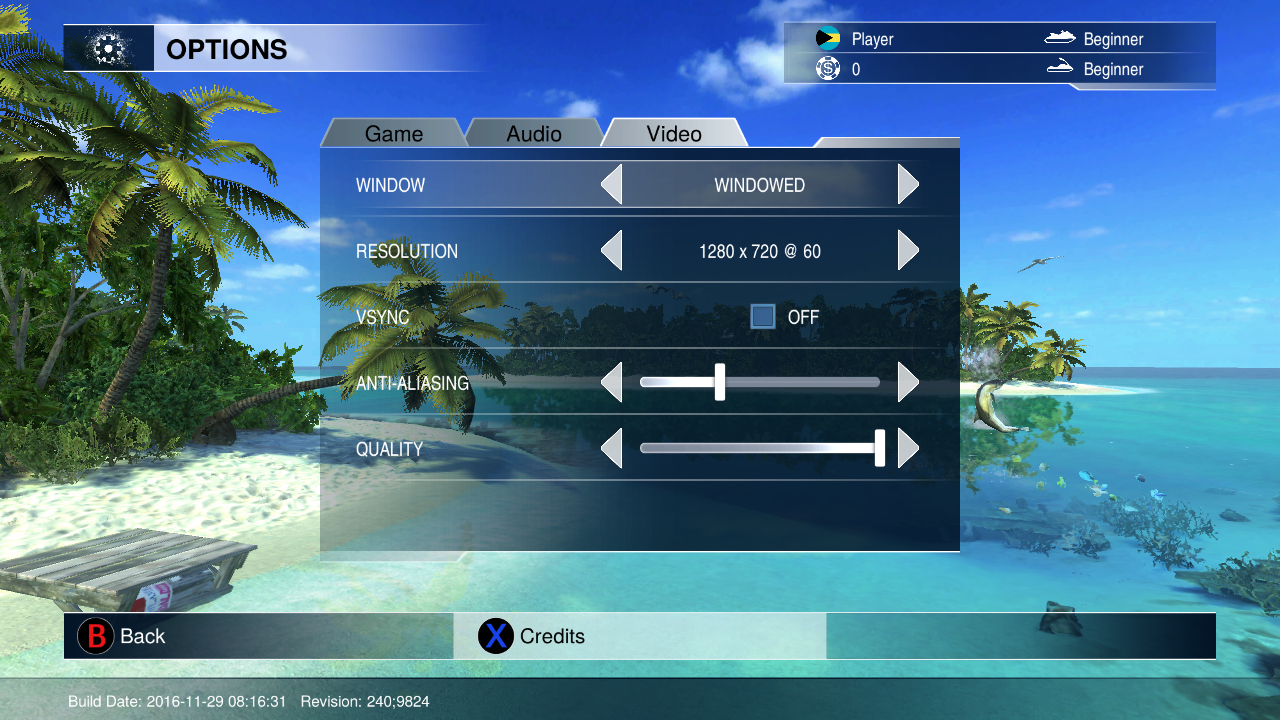 OPTIONS
Player Beginner
0 Beginner
Game Audio Video
WINDOW WINDOWED
RESOLUTION 1280 x 720 @ 60
VSYNC OFF
ANTI-ALIASING
QUALITY
B Back X Credits
Build Date: 2016-11-29 08:16:31 Revision: 240;9824